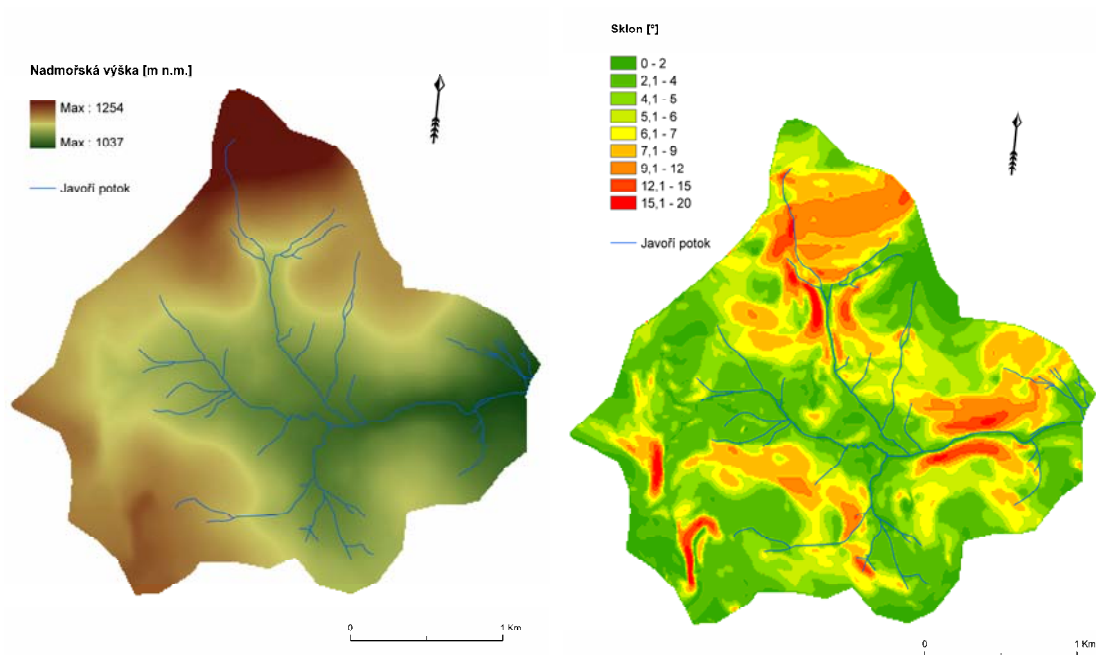 Nadmořská výška [m n.m.]
Max : 1254
Max : 1037
Javoří potok
0 1 Km
Sklon [°]
0 - 2
2,1 - 4
4,1 - 5
5,1 - 6
6,1 - 7
7,1 - 9
9,1 - 12
12,1 - 15
15,1 - 20
Javoří potok
0 1 Km